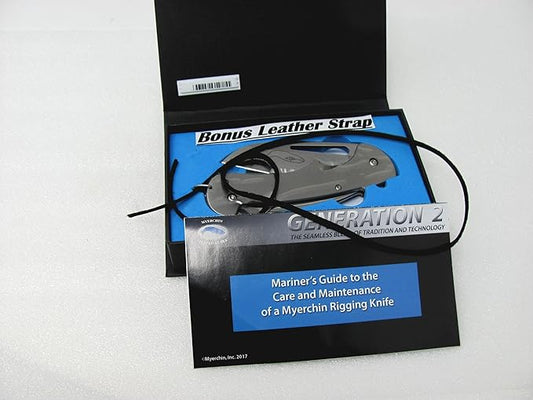 Bonus Leather Strap
MYERCHIN
GENERATION 2
THE SEAMLESS BLEND OF TRADITION AND TECHNOLOGY
Mariner's Guide to the
Care and Maintenance
of a Myerchin Rigging Knife
©Myerchin, Inc. 2017